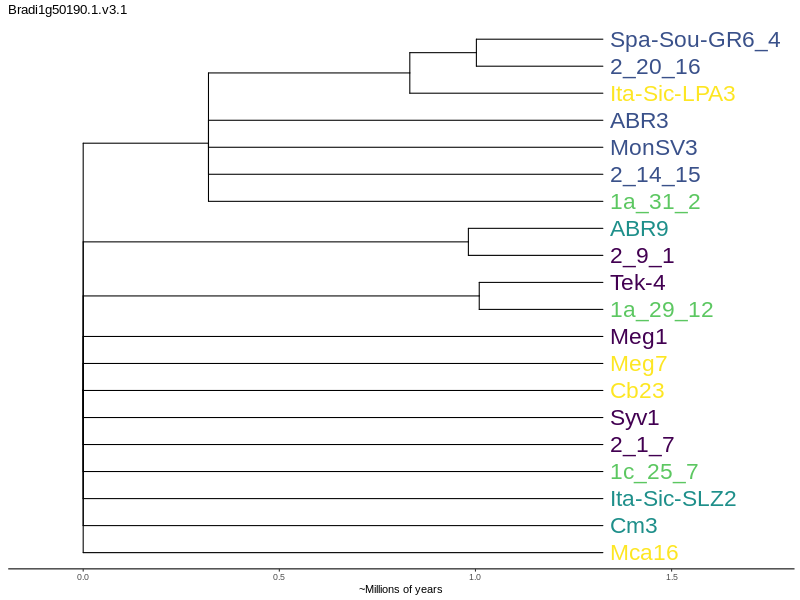 Bradi1g50190.1.v3.1
Spa-Sou-GR6_4
2_20_16
Ita-Sic-LPA3
ABR3
MonSV3
2_14_15
1a_31_2
ABR9
2_9_1
Tek-4
1a_29_12
Meg1
Meg7
Cb23
Syv1
2_1_7
1c_25_7
Ita-Sic-SLZ2
Cm3
Mca16
0.0 0.5 1.0 1.5
~Millions of years